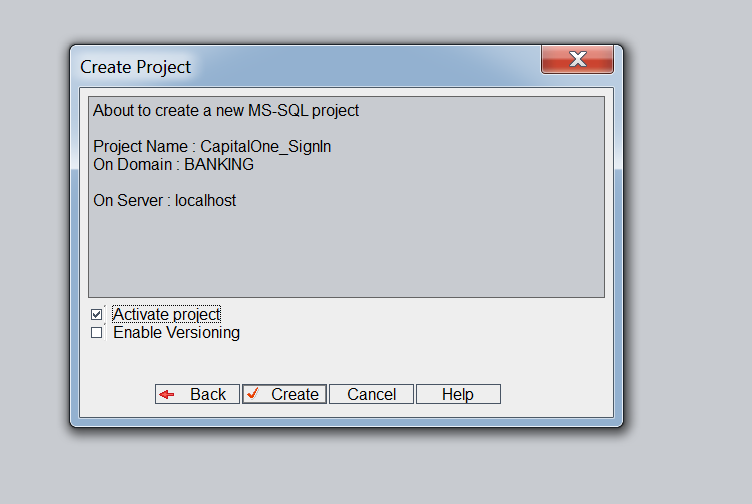 Create Project
About to create a new MS-SQL project
Project Name : CapitalOne_SignIn
On Domain : BANKING
On Server : localhost
Activate project
Enable Versioning
Back Create Cancel Help